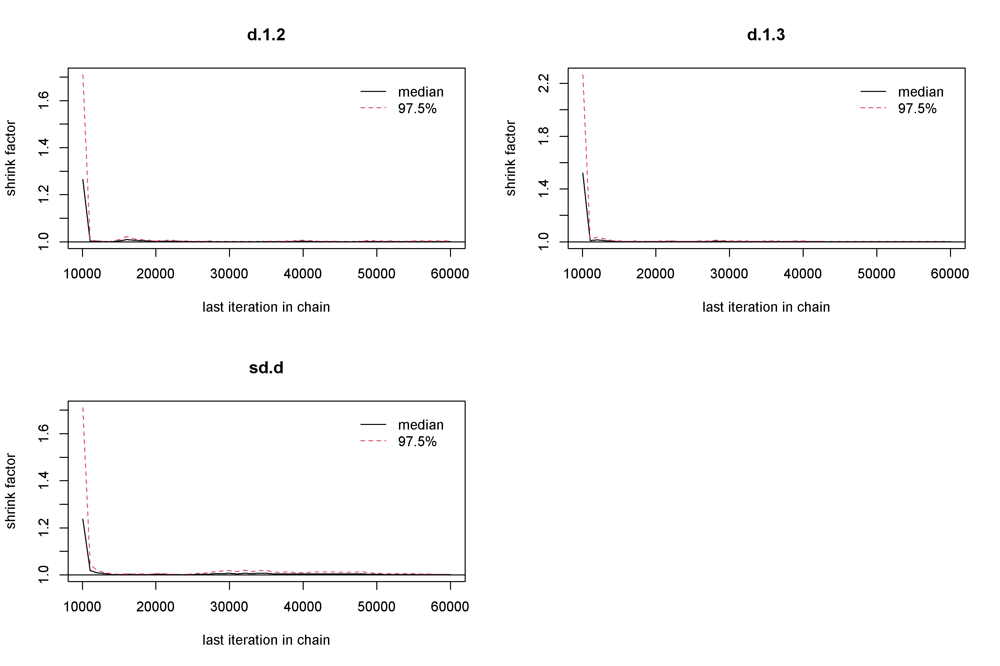 d.1.2
shrink factor
1.0 1.2 1.4 1.6
median
97.5%
10000 20000 30000 40000 50000 60000
last iteration in chain
d.1.3
shrink factor
1.0 1.4 1.8 2.2
median
97.5%
10000 20000 30000 40000 50000 60000
last iteration in chain
sd.d
shrink factor
1.0 1.2 1.4 1.6
median
97.5%
10000 20000 30000 40000 50000 60000
last iteration in chain